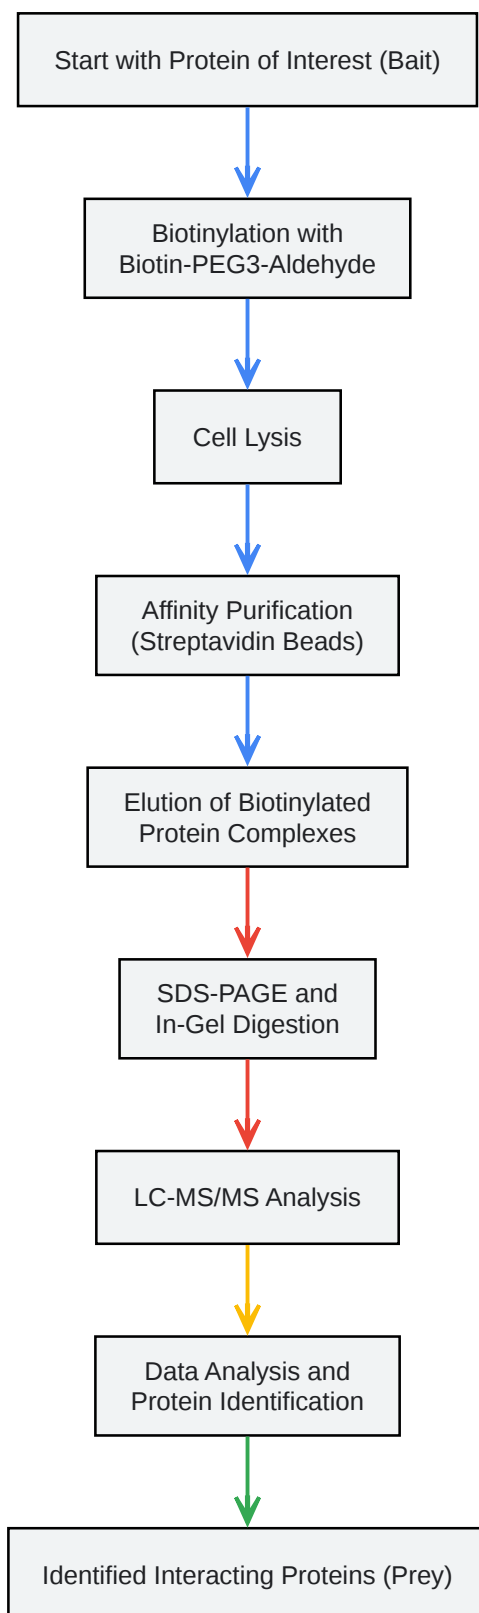 Start with Protein of Interest (Bait)
Biotinylation with
Biotin-PEG3-Aldehyde
Cell Lysis
Affinity Purification
(Streptavidin Beads)
Elution of Biotinylated
Protein Complexes
SDS-PAGE and
In-Gel Digestion
LC-MS/MS Analysis
Data Analysis and
Protein Identification
Identified Interacting Proteins (Prey)